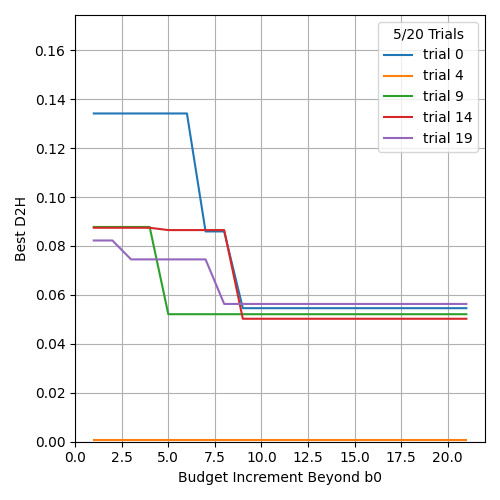 5/20 Trials
trial 0
trial 4
trial 9
trial 14
trial 19
Best D2H
0.16
0.14
0.12
0.10
0.08
0.06
0.04
0.02
0.00
0.0 2.5 5.0 7.5 10.0 12.5 15.0 17.5 20.0
Budget Increment Beyond b0